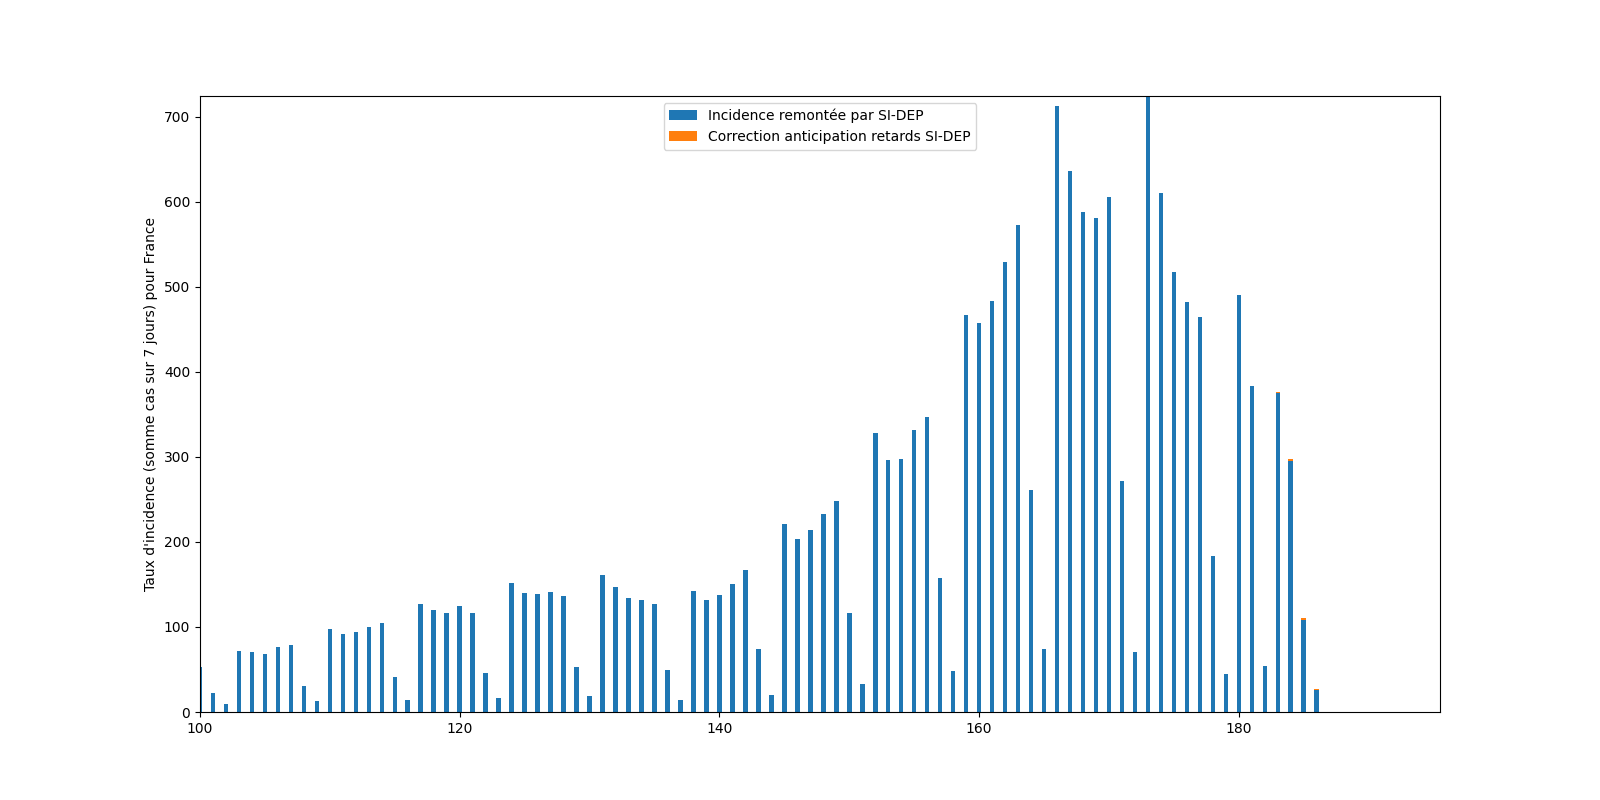 Incidence remontée par SI-DEP
Correction anticipation retards SI-DEP
Taux d'incidence (somme cas sur 7 jours) pour France
700
600
500
400
300
200
100
0
100 120 140 160 180